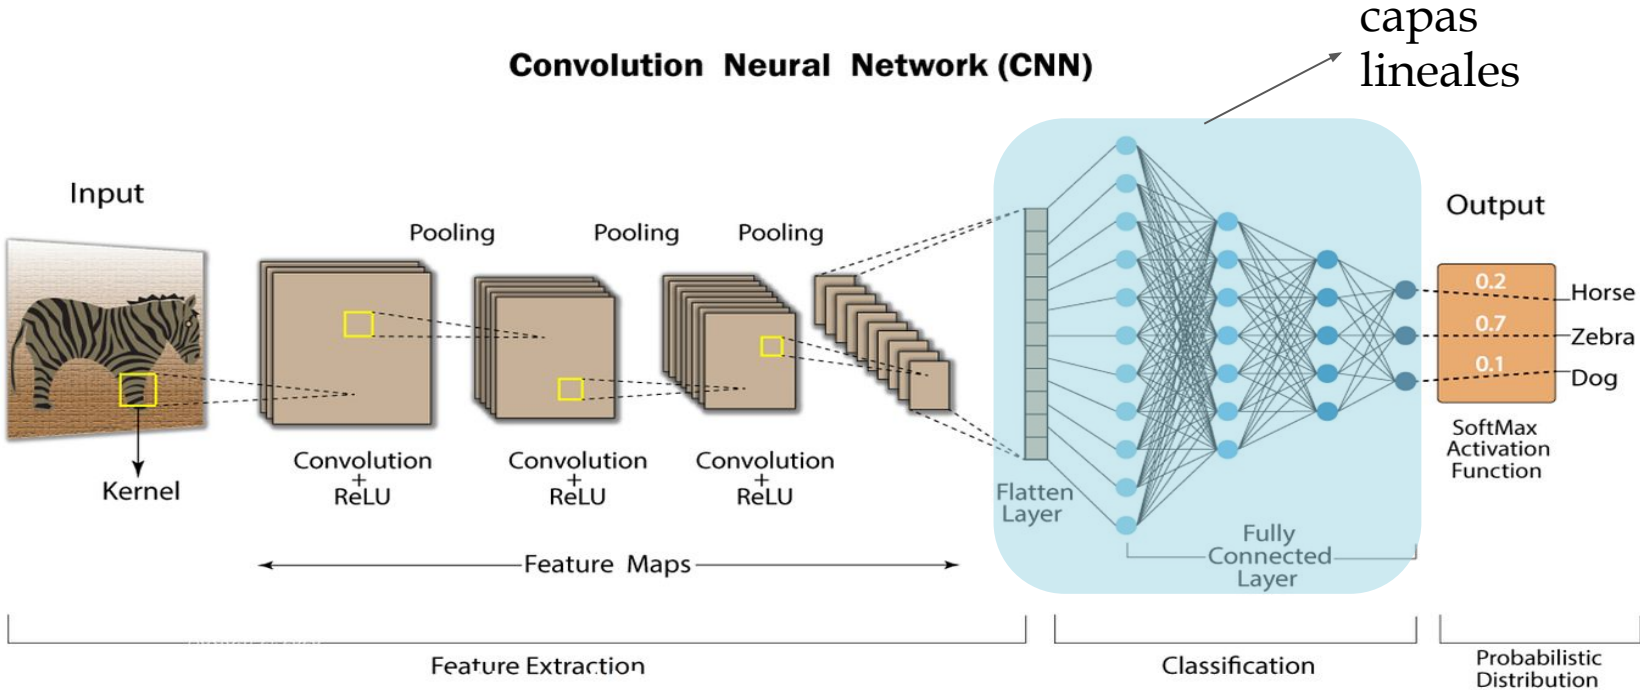 capas
lineales
Convolution Neural Network (CNN)
Input
Pooling
Pooling
Pooling
Output
0.2
Horse
0.7
Zebra
0.1
Dog
Kernel
Convolution
+
ReLU
Convolution
+
ReLU
Convolution
+
ReLU
Flatten
Layer
SoftMax
Activation
Function
Fully
Connected
Layer
Feature Maps
Feature Extraction
Classification
Probabilistic
Distribution